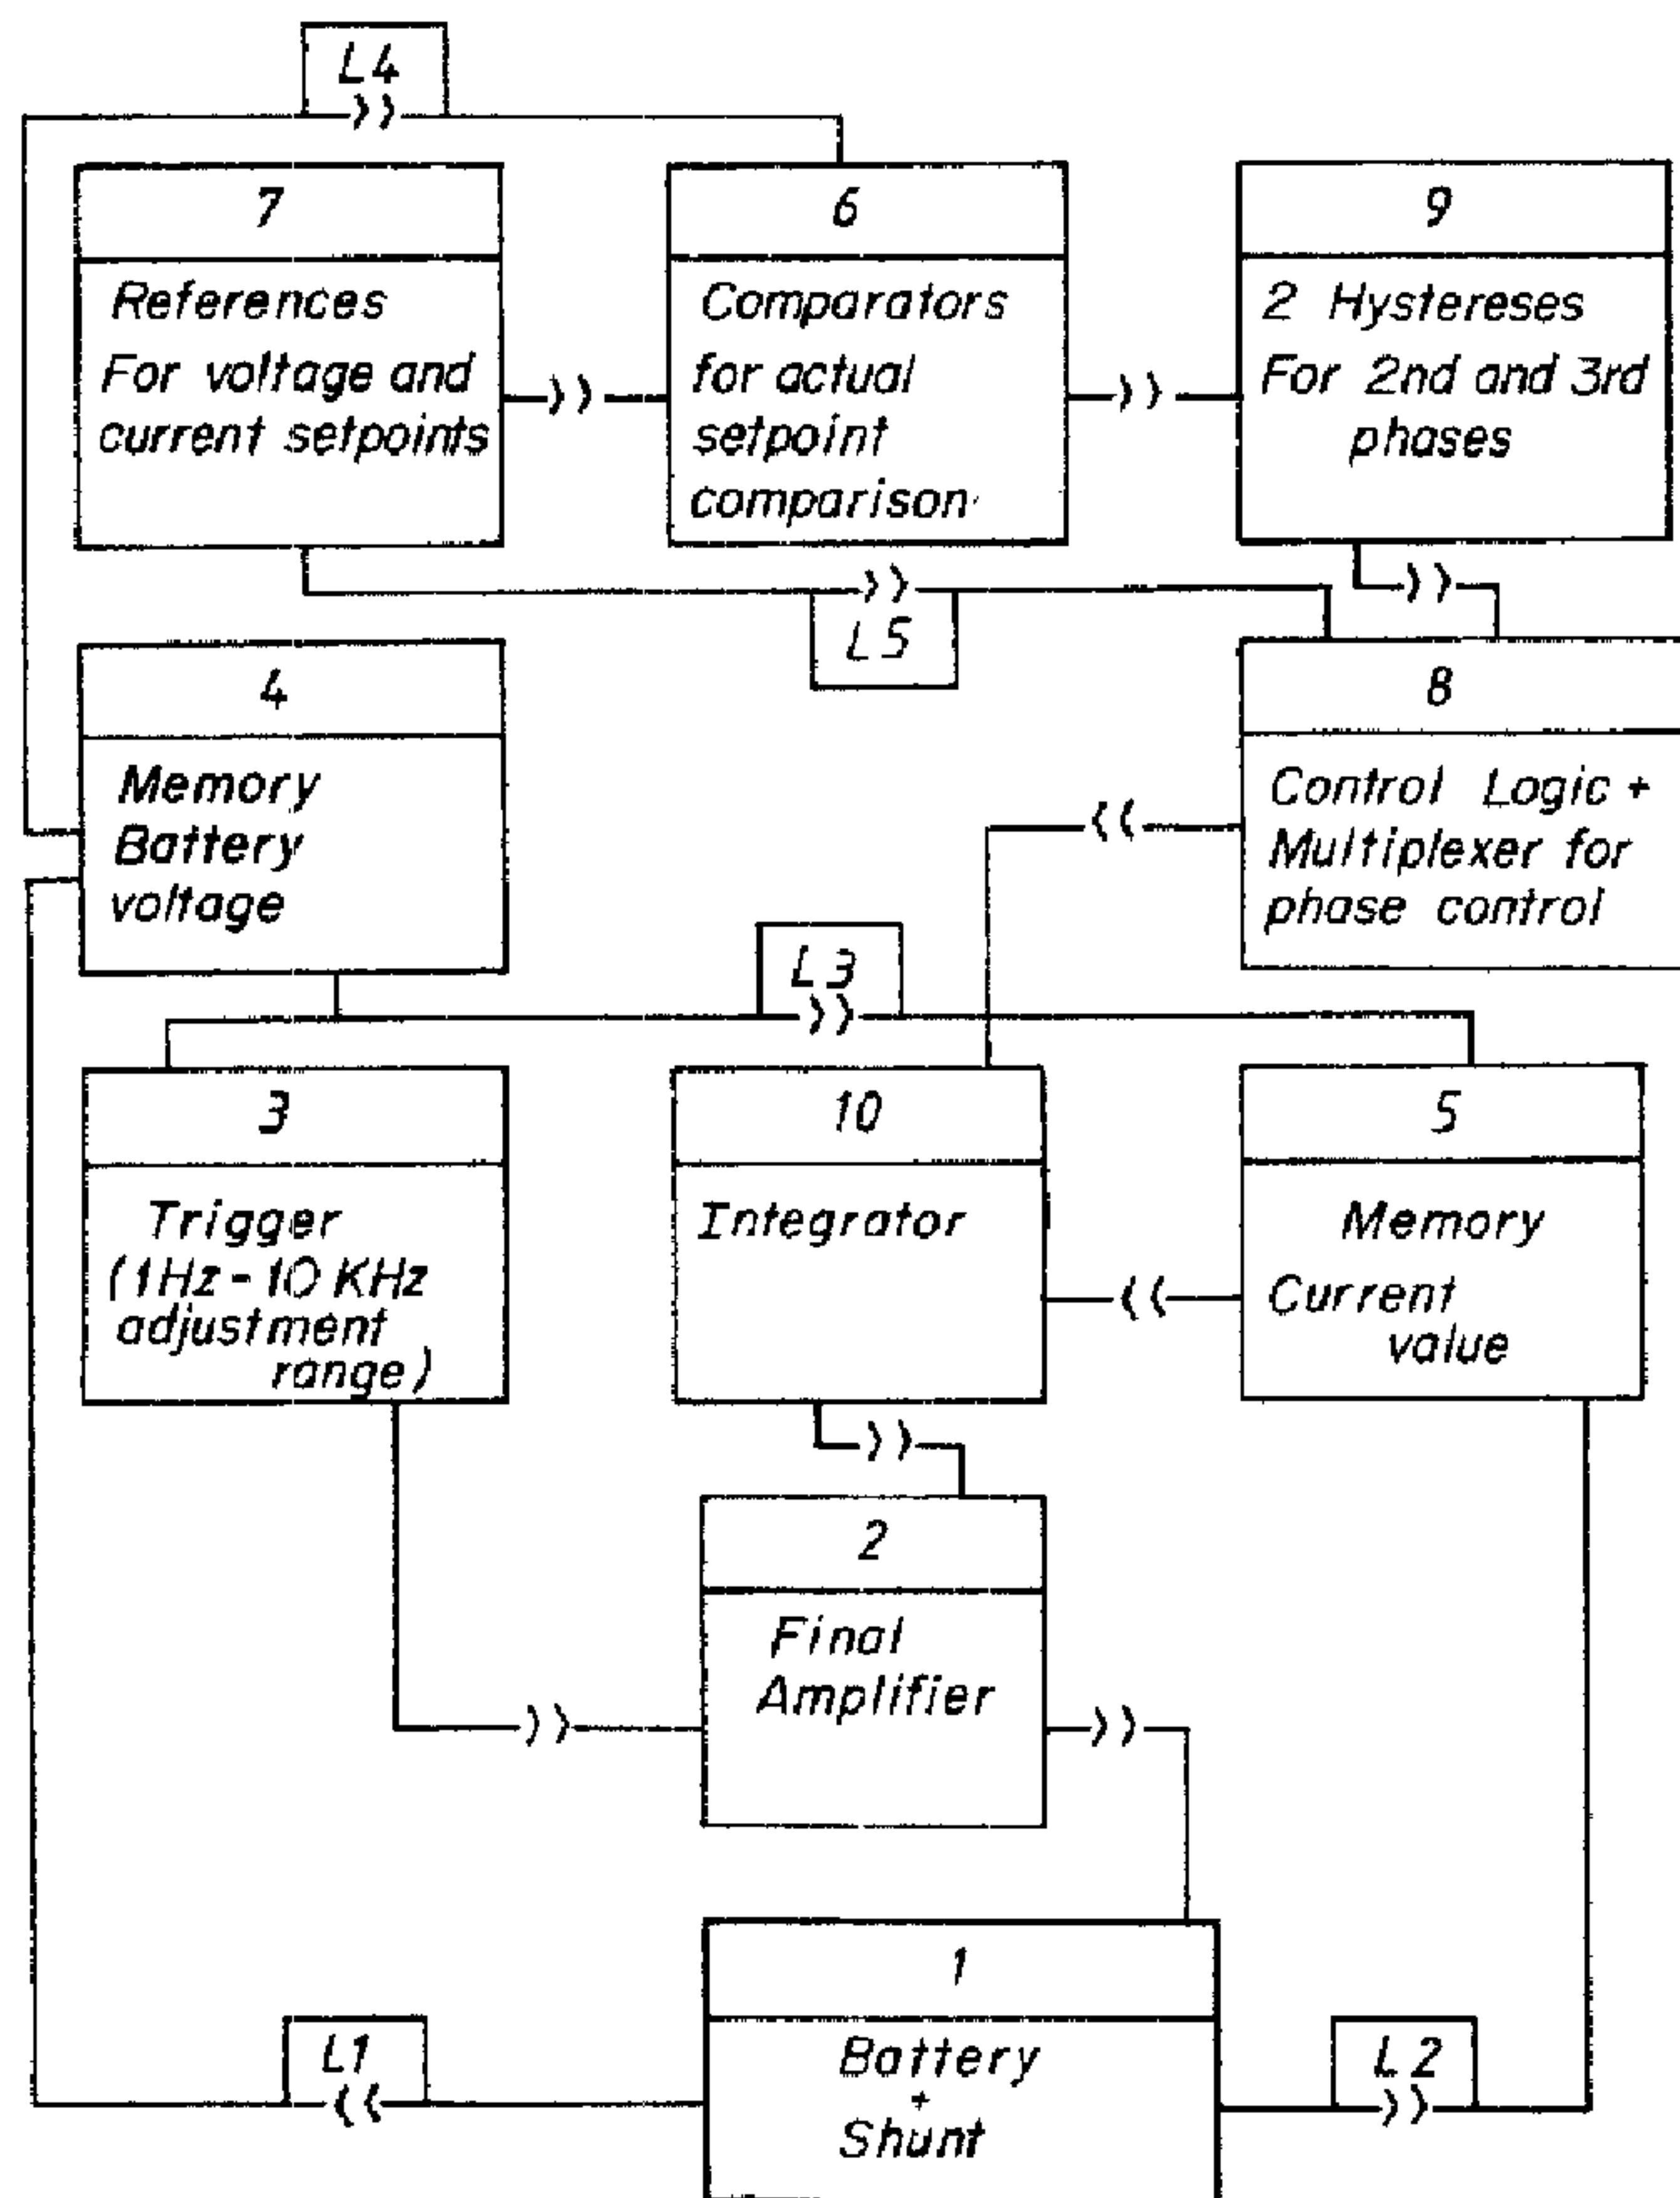 L4
7
References
For voltage and
current setpoints
6
Comparators
for actual
setpoint
comparison
9
2 Hystereses
For 2nd and 3rd
phases
L5
4
Memory
Battery
voltage
8
Control Logic +
Multiplexer for
phase control
L3
3
Trigger
(1Hz - 10 KHz
adjustment
range)
10
Integrator
5
Memory
Current
value
2
Final
Amplifier
1
Battery
+
Shunt
L1
L2